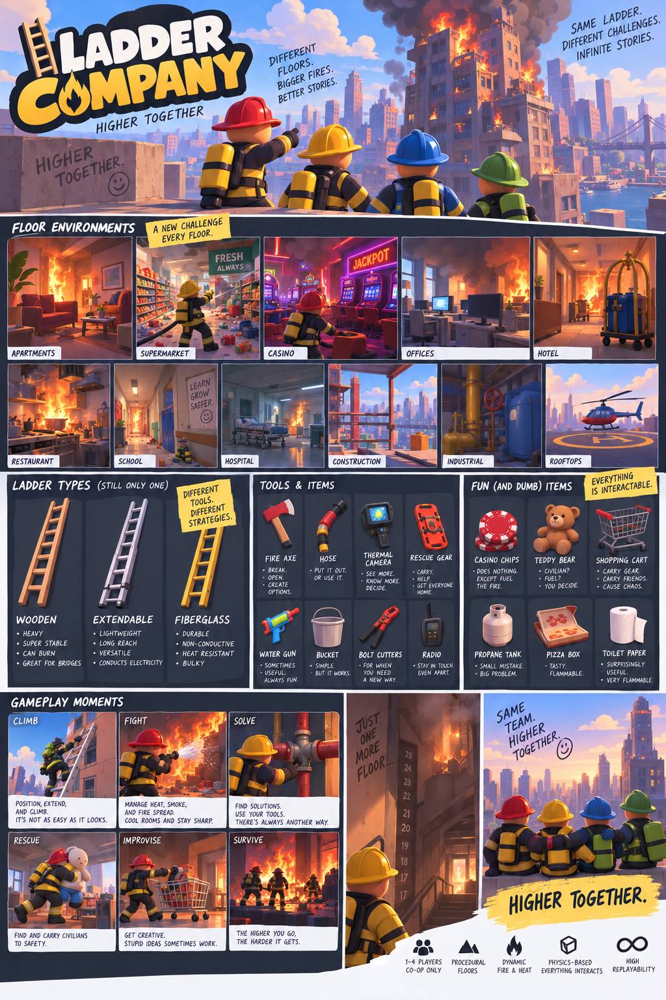 LADDER
COMPANY
HIGHER TOGETHER
DIFFERENT
FLOORS.
BIGGER FIRES.
BETTER STORIES.
SAME LADDER.
DIFFERENT CHALLENGES.
INFINITE STORIES.
HIGHER
TOGETHER.
FLOOR ENVIRONMENTS
A NEW CHALLENGE
EVERY FLOOR.
APARTMENTS
FRESH
ALWAYS
SUPERMARKET
JACKPOT
CASINO
OFFICES
HOTEL
RESTAURANT
LEARN
GROW
SAEFER.
SCHOOL
HOSPITAL
CONSTRUCTION
INDUSTRIAL
H
ROOFTOPS
LADDER TYPES (STILL ONLY ONE)
DIFFERENT
TOOLS.
DIFFERENT
STRATEGIES.
WOODEN
• HEAVY
• SUPER STABLE
• CAN BURN
• GREAT FOR BRIDGES
EXTENDABLE
• LIGHTWEIGHT
• LONG REACH
• VERSATILE
• CONDUCTS ELECTRICITY
FIBERGLASS
• DURABLE
• NON-CONDUCTIVE
• HEAT RESISTANT
• BULKY
TOOLS & ITEMS
FIRE AXE
• BREAK.
• OPEN.
• CREATE
OPTIONS.
HOSE
• PUT IT OUT.
OR USE IT.
THERMAL
CAMERA
• SEE MORE.
• KNOW MORE.
DECIDE.
RESCUE GEAR
• CARRY.
• HELP.
• GET EVERYONE
HOME.
WATER GUN
• SOMETIMES
• USEFUL.
ALWAYS FUN.
BUCKET
• SIMPLE.
• BUT IT WORKS.
BOLT CUTTERS
• FOR WHEN
YOU NEED
A NEW WAY.
RADIO
• STAY IN TOUCH.
EVEN APART.
FUN (AND DUMB) ITEMS
EVERYTHING
IS INTERACTABLE.
CASINO CHIPS
• DOES NOTHING.
EXCEPT FUEL
THE FIRE.
TEDDY BEAR
• CIVILIAN?
• FUEL?
• YOU DECIDE.
SHOPPING CART
• CARRY GEAR.
• CARRY FRIENDS.
• CAUSE CHAOS.
PROPANE TANK
• SMALL MISTAKE.
• BIG PROBLEM.
PIZZA BOX
• TASTY.
FLAMMABLE.
TOILET PAPER
• SURPRISINGLY
USEFUL.
• VERY FLAMMABLE.
GAMEPLAY MOMENTS
CLIMB
POSITION, EXTEND,
AND CLIMB.
IT'S NOT AS EASY AS IT LOOKS.
FIGHT
MANAGE HEAT, SMOKE,
AND FIRE SPREAD.
COOL ROOMS AND STAY SHARP.
SOLVE
FIND SOLUTIONS.
USE YOUR TOOLS.
THERE'S ALWAYS ANOTHER WAY.
RESCUE
FIND AND CARRY CIVILIANS
TO SAFETY.
IMPROVISE
GET CREATIVE.
STUPID IDEAS SOMETIMES WORK.
SURVIVE
THE HIGHER YOU GO,
THE HARDER IT GETS.
JUST
ONE
MORE
FLOOR...
25
24
23
22
21
20
19
18
17
17
SAME
TEAM.
HIGHER
TOGETHER.
HIGHER TOGETHER.
1-4 PLAYERS
CO-OP ONLY
PROCEDURAL
FLOORS
DYNAMIC
FIRE & HEAT
PHYSICS-BASED
EVERYTHING INTERACTS
HIGH
REPLAYABILITY